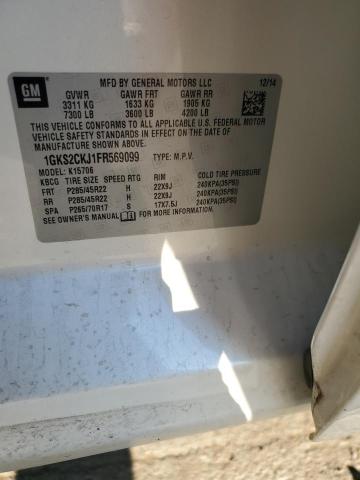 GM
MFD BY GENERAL MOTORS LLC
12/14
GVWR GAWR FRT GAWR RR
3311 KG 1633 KG 1905 KG
7300 LB 3600 LB 4200 LB
THIS VEHICLE CONFORMS TO ALL APPLICABLE U.S. FEDERAL MOTOR
VEHICLE SAFETY STANDARDS IN EFFECT ON THE DATE OF
MANUFACTURE SHOWN ABOVE.
1GKS2CKJ1FR569099 TYPE: M.P.V.
MODEL: K15706
KBCG TIRE SIZE SPEED RTG RIM COLD TIRE PRESSURE
FRT P285/45R22 H 22X9J 240KPA(35PSI)
RR P285/45R22 H 22X9J 240KPA(35PSI)
SPA P265/70R17 S 17X7.5J 240KPA(35PSI)
SEE OWNER'S MANUAL FOR MORE INFORMATION.